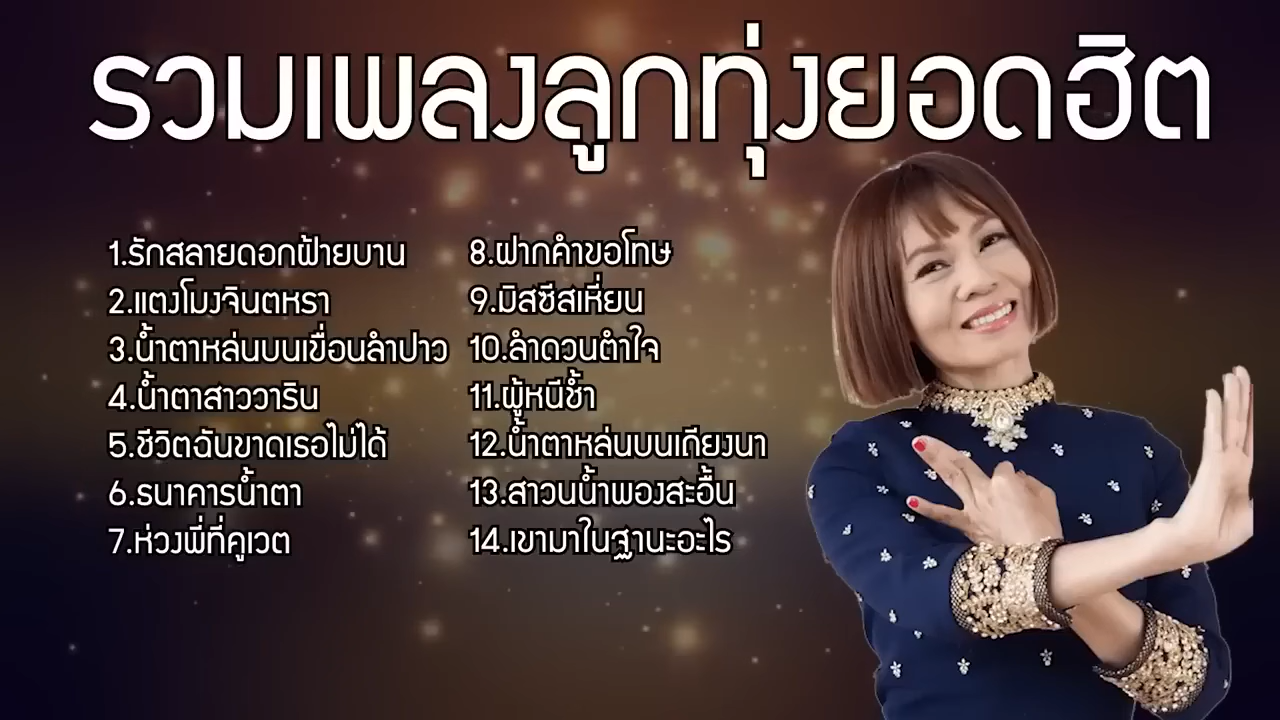 รวมเพลงลูกทุ่งยอดฮิต
1.รักสลายดอกฝ้ายบาน
2.แตงโมงจินตหรา
3.น้ำตาหล่นบนเขื่อนลำปาว
4.น้ำตาสาววาริน
5.ชีวิตฉันขาดเธอไม่ได้
6.ธนาคารน้ำตา
7.ห่วงพี่ที่คูเวต
8.ฝากคำขอโทษ
9.มิสซีสเหี่ยน
10.ลำดวนตำใจ
11.ผู้หนีช้ำ
12.น้ำตาหล่นบนเถียงนา
13.สาวนน้ำพองสะอื้น
14.เขามาในฐานะอะไร